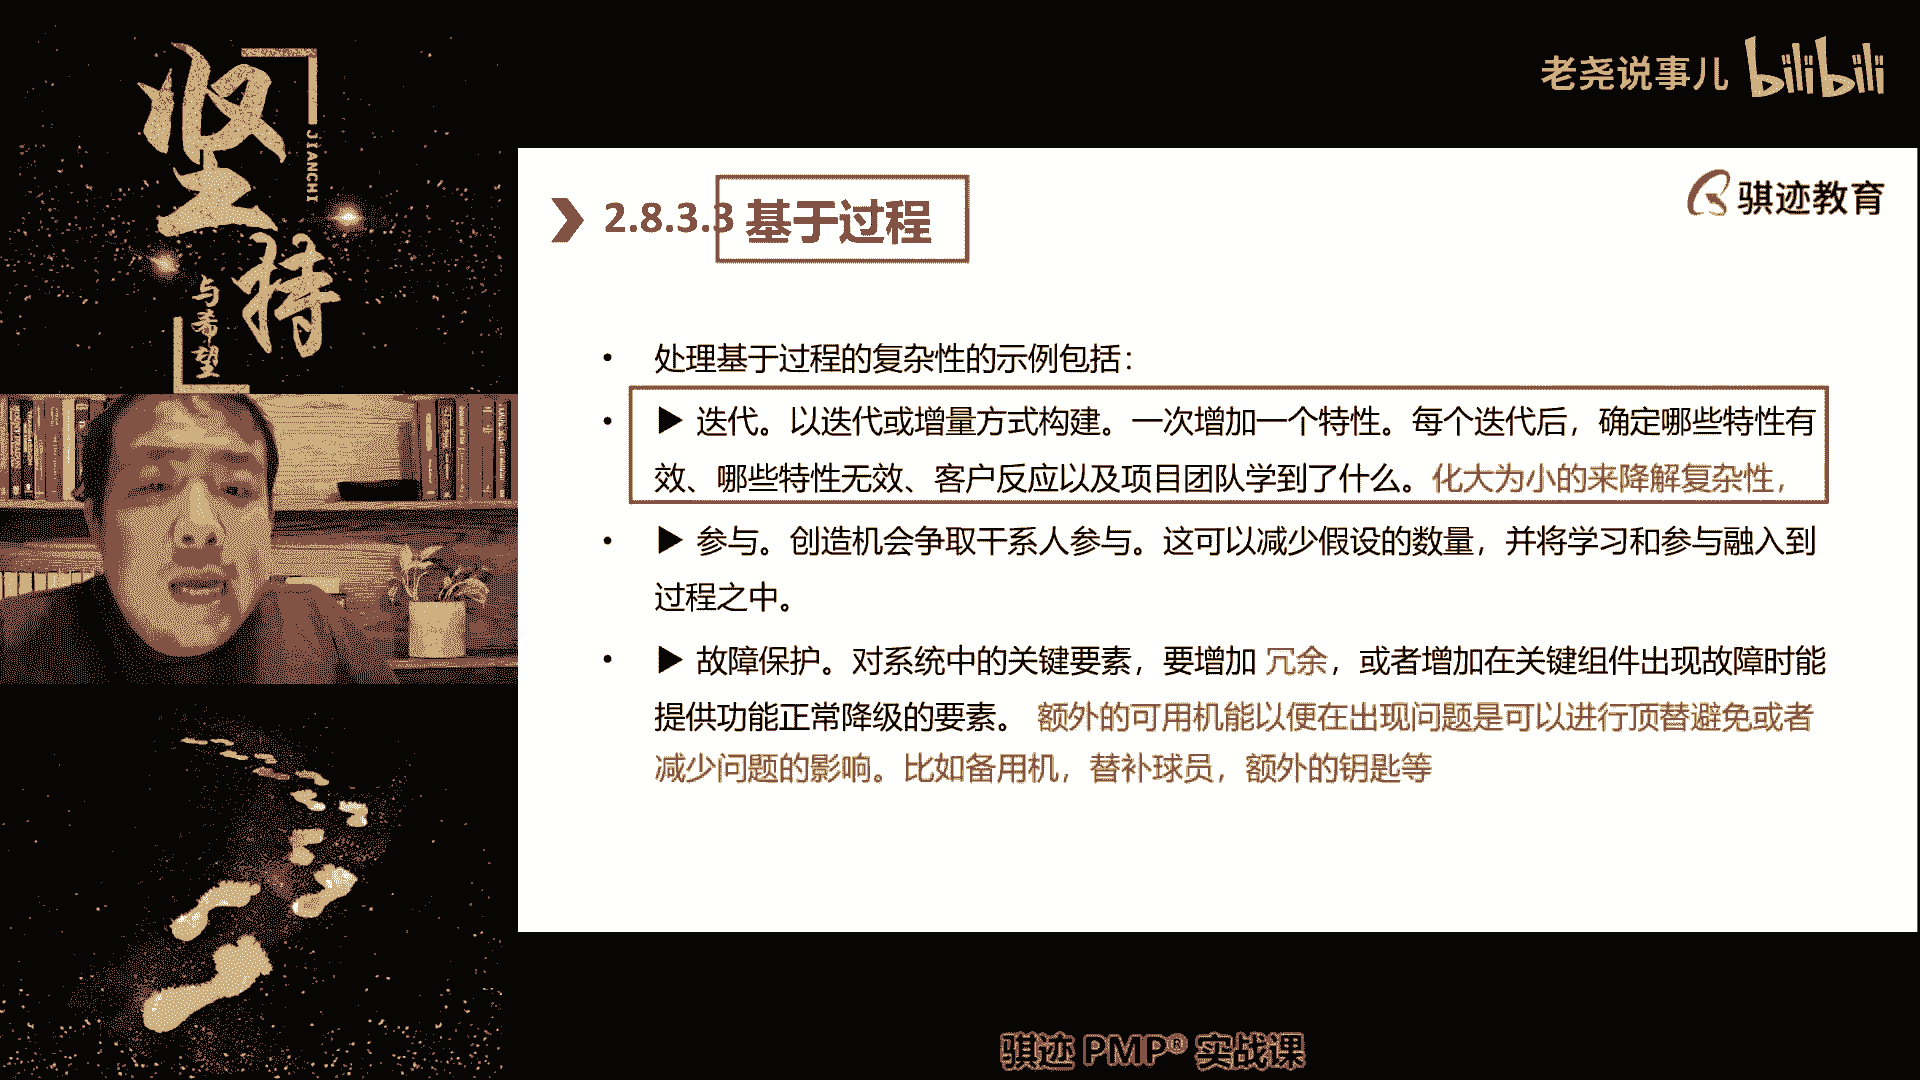 坚持
JIANCHI
与希望
老尧说事儿 bilibili
骐迹教育
2.8.3.3 基于过程
• 处理基于过程的复杂性的示例包括：
• ▶ 迭代。以迭代或增量方式构建。一次增加一个特性。每个迭代后，确定哪些特性有
效、哪些特性无效、客户反应以及项目团队学到了什么。化大为小的来降解复杂性，
• ▶ 参与。创造机会争取干系人参与。这可以减少假设的数量，并将学习和参与融入到
过程之中。
• ▶ 故障保护。对系统中的关键要素，要增加 冗余，或者增加在关键组件出现故障时能
提供功能正常降级的要素。 额外的可用机能以便在出现问题是可以进行顶替避免或者
减少问题的影响。比如备用机，替补球员，额外的钥匙等
骐迹 PMP® 实战课